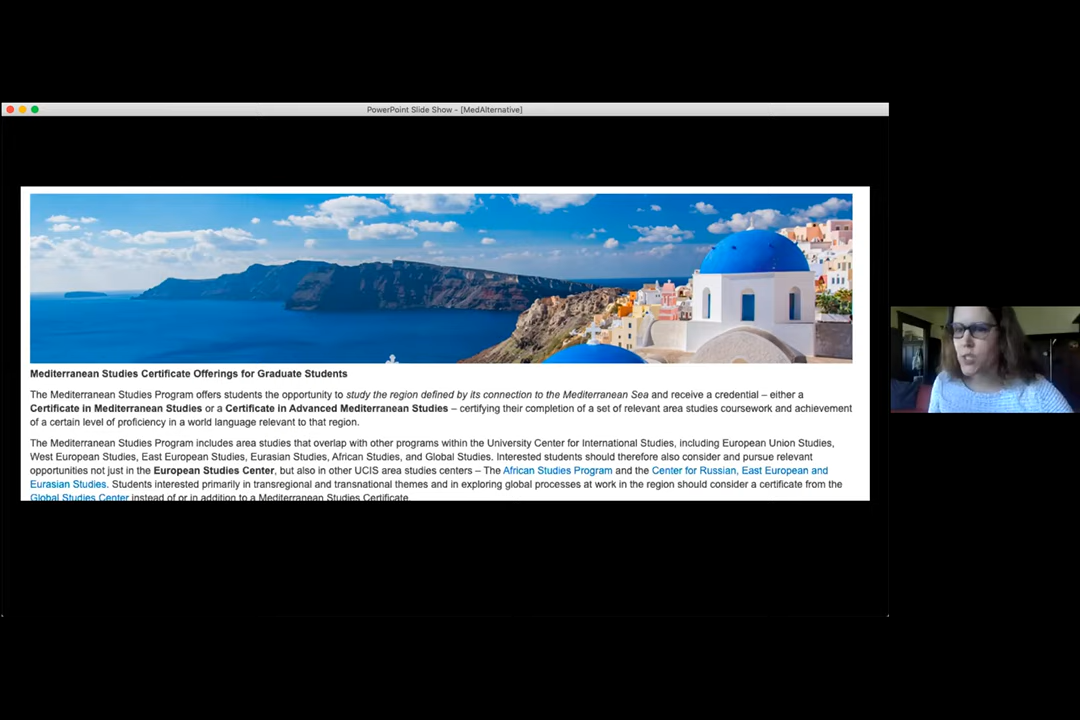 PowerPoint Slide Show - [MedAlternative]
Mediterranean Studies Certificate Offerings for Graduate Students
The Mediterranean Studies Program offers students the opportunity to study the region defined by its connection to the Mediterranean Sea and receive a credential – either a
Certificate in Mediterranean Studies or a Certificate in Advanced Mediterranean Studies – certifying their completion of a set of relevant area studies coursework and achievement
of a certain level of proficiency in a world language relevant to that region.
The Mediterranean Studies Program includes area studies that overlap with other programs within the University Center for International Studies, including European Union Studies,
West European Studies, East European Studies, Eurasian Studies, African Studies, and Global Studies. Interested students should therefore also consider and pursue relevant
opportunities not just in the European Studies Center, but also in other UCIS area studies centers – The African Studies Program and the Center for Russian, East European and
Eurasian Studies. Students interested primarily in transregional and transnational themes and in exploring global processes at work in the region should consider a certificate from the
Global Studies Center instead of or in addition to a Mediterranean Studies Certificate.